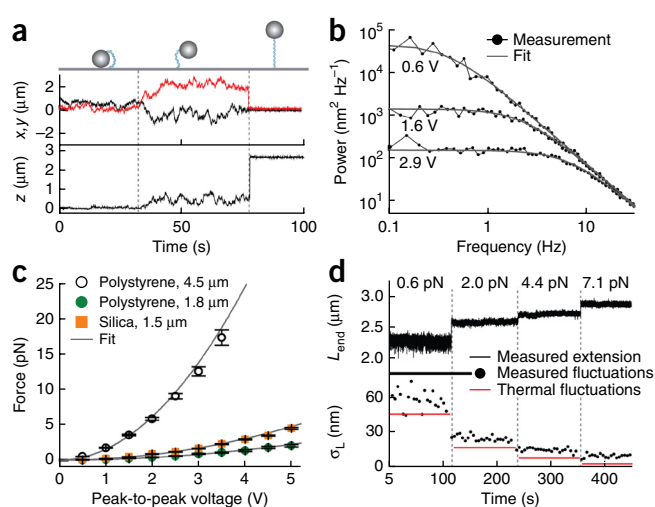 a
x,y (μm)
2
0
−2
z (μm)
3
2
1
0
0
50
100
Time (s)
b
Power (nm² Hz⁻¹)
10⁵
10⁴
10³
10²
10¹
Measurement
Fit
0.6 V
1.6 V
2.9 V
0.1
1
10
Frequency (Hz)
c
Force (pN)
25
20
15
10
5
0
Polystyrene, 4.5 μm
Polystyrene, 1.8 μm
Silica, 1.5 μm
Fit
0
1
2
3
4
5
Peak-to-peak voltage (V)
d
0.6 pN
2.0 pN
4.4 pN
7.1 pN
L end (μm)
3.0
2.5
2.0
Measured extension
Measured fluctuations
Thermal fluctuations
σL (nm)
60
30
0
5
100
200
300
400
Time (s)